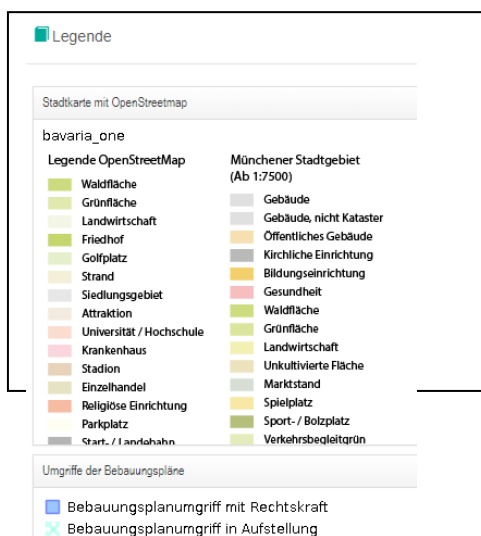 Legende
Stadtkarte mit OpenStreetmap
bavaria_one
Legende OpenStreetMap
Waldfläche
Grünfläche
Landwirtschaft
Friedhof
Golfplatz
Strand
Siedlungsgebiet
Attraktion
Universität / Hochschule
Krankenhaus
Stadion
Einzelhandel
Religiöse Einrichtung
Parkplatz
Start- / Landebahn
Münchener Stadtgebiet
(Ab 1:7500)
Gebäude
Gebäude, nicht Kataster
Öffentliches Gebäude
Kirchliche Einrichtung
Bildungseinrichtung
Gesundheit
Waldfläche
Grünfläche
Landwirtschaft
Unkultivierte Fläche
Marktstand
Spielplatz
Sport- / Bolzplatz
Verkehrsbegleitgrün
Umgriffe der Bebauungspläne
Bebauungsplanumgriff mit Rechtskraft
Bebauungsplanumgriff in Aufstellung